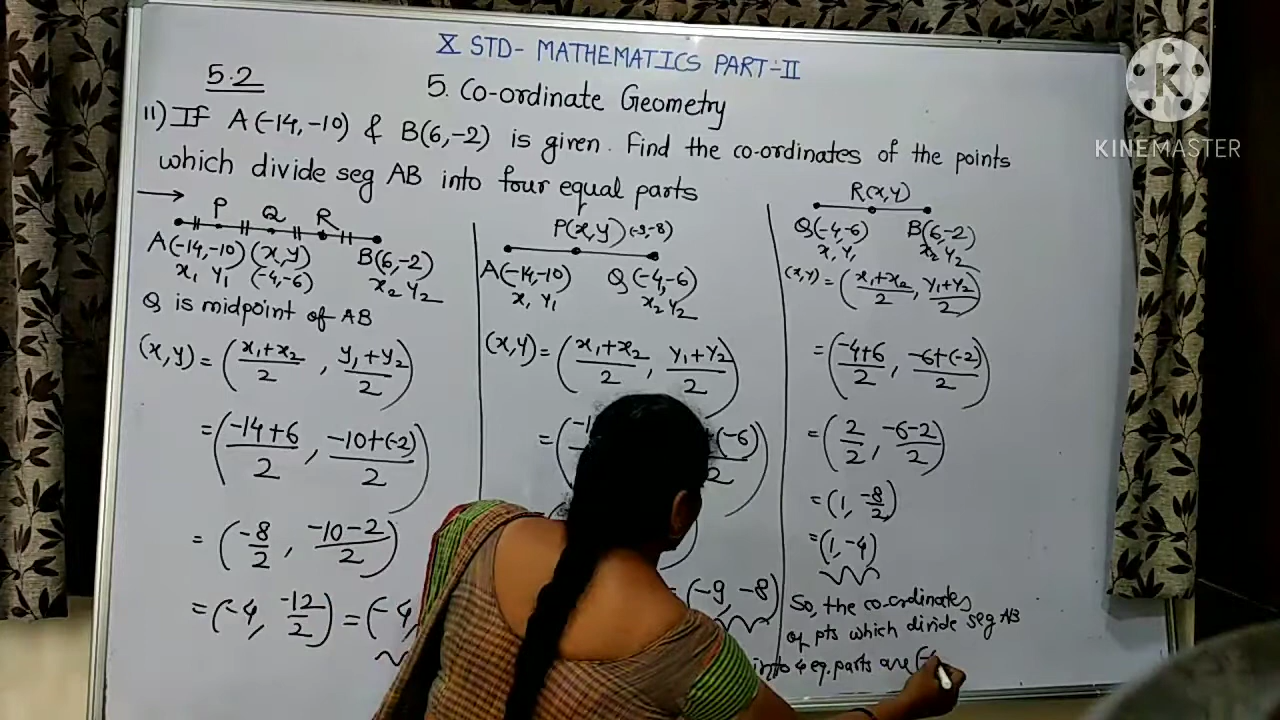 X STD- MATHEMATICS PART-II
5.2
5. Co-ordinate Geometry
11) If A(-14,-10) & B(6,-2) is given. Find the co-ordinates of the points
which divide seg AB into four equal parts
→
P Q R
A(-14,-10) (x,y) B(6,-2)
x₁ y₁ (-4,-6) x₂ y₂
Q is midpoint of AB
(x,y) = (x₁+x₂/2, y₁+y₂/2)
= (-14+6/2, -10+(-2)/2)
= (-8/2, -10-2/2)
= (-4, -12/2) = (-4
P(x,y) (-9,-8)
A(-14,-10) Q(-4,-6)
x₁ y₁ x₂ y₂
(x,y) = (x₁+x₂/2, y₁+y₂/2)
= (-1 (-6)/2)
= (-9, -8)
R(x,y)
Q(-4,-6) B(6,-2)
x₁ y₁ x₂ y₂
(x,y) = (x₁+x₂/2, y₁+y₂/2)
= (-4+6/2, -6+(-2)/2)
= (2/2, -6-2/2)
= (1, -8/2)
= (1, -4)
So, the co-ordinates
of pts which divide seg AB
into 4 eq. parts are (-
K
KINEMASTER